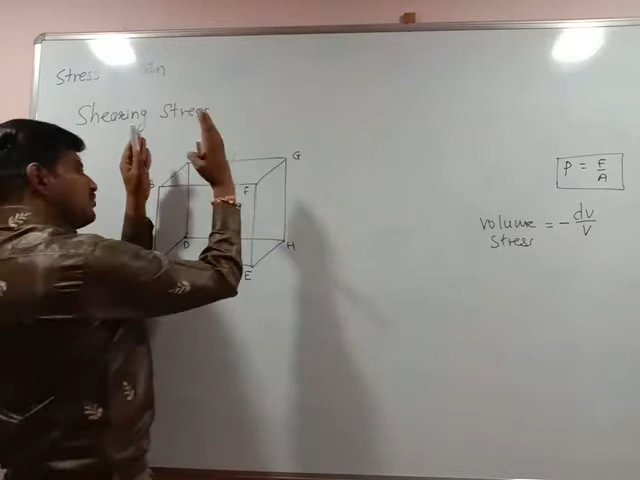 Stress
Shearing Stress
G
F
D
H
E
P = F/A
volume Stress = - dv/v